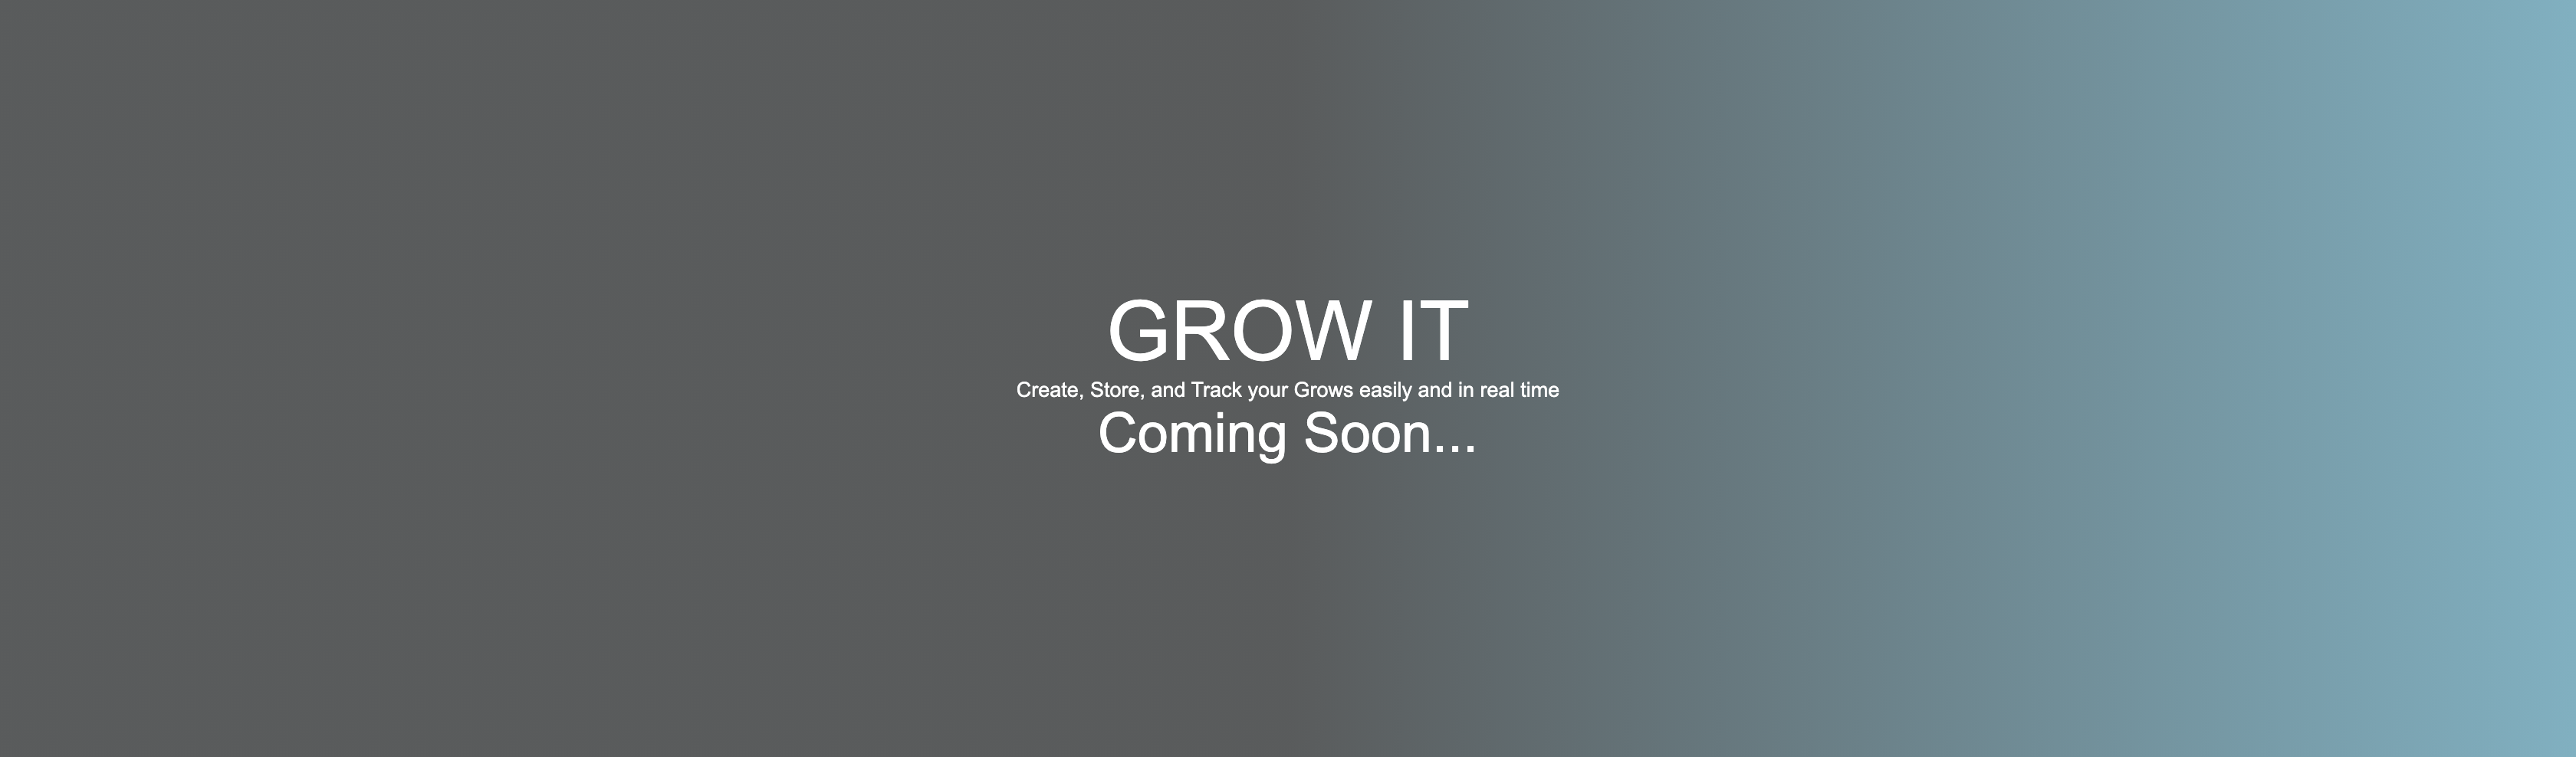 GROW IT
Create, Store, and Track your Grows easily and in real time
Coming Soon...